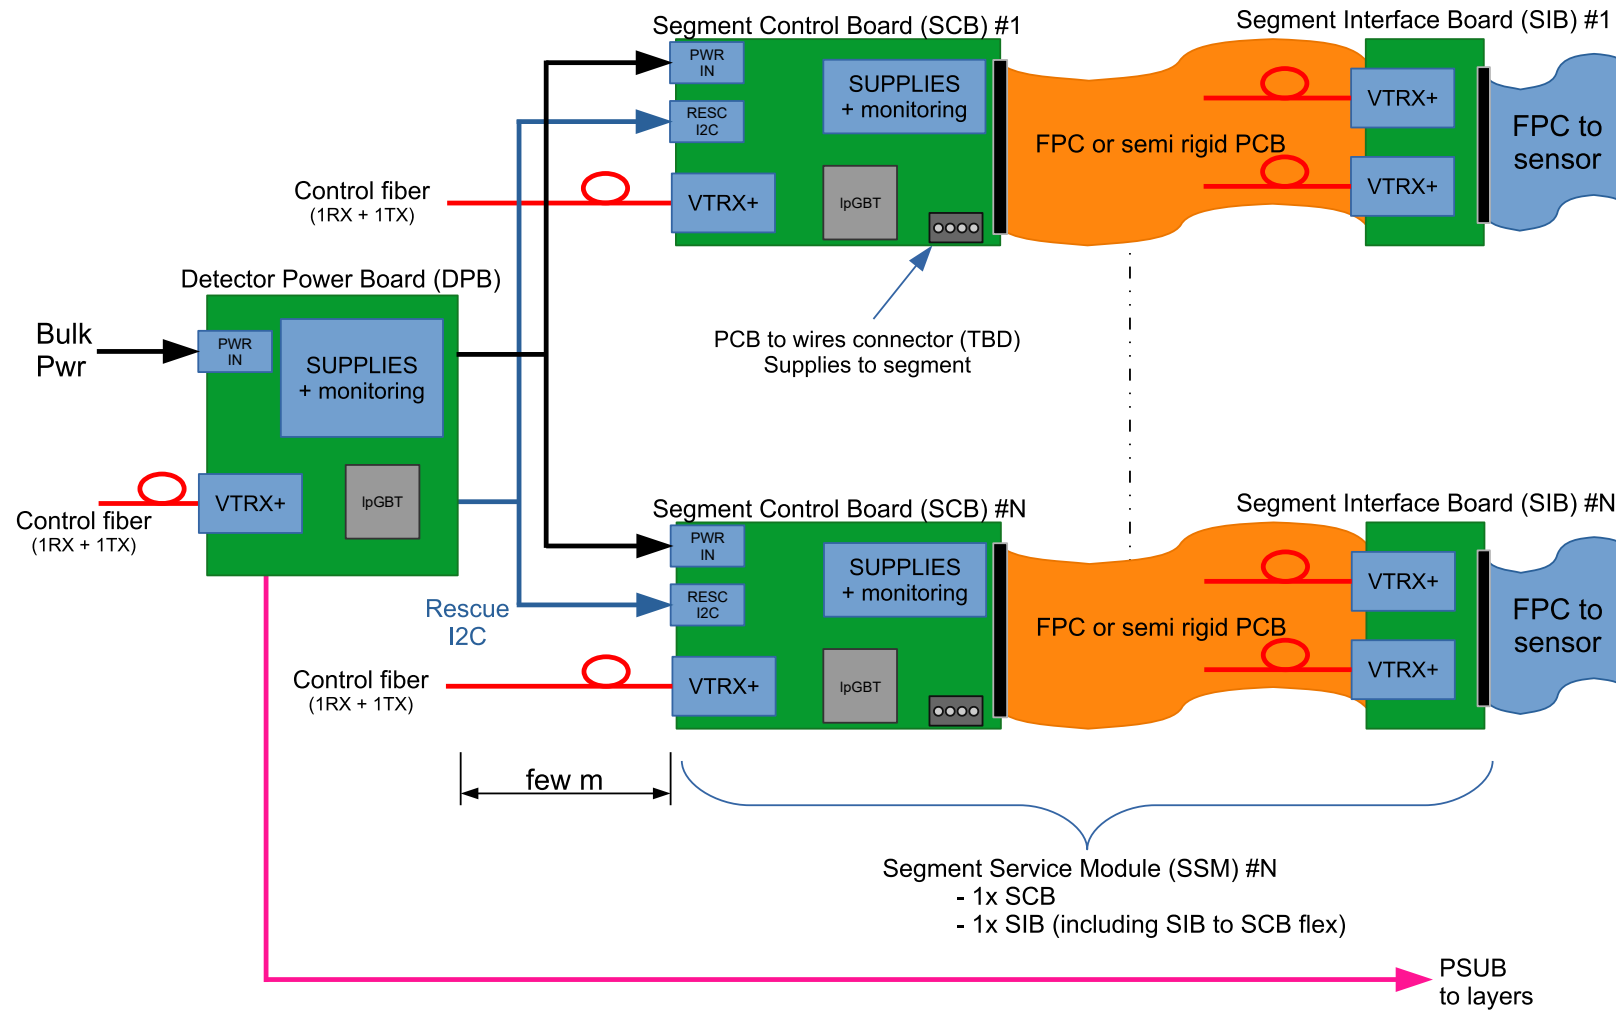 Segment Control Board (SCB) #1
Segment Interface Board (SIB) #1
PWR
IN
SUPPLIES
+ monitoring
RESC
I2C
VTRX+
lpGBT
Control fiber
(1RX + 1TX)
FPC or semi rigid PCB
VTRX+
VTRX+
FPC to
sensor
PCB to wires connector (TBD)
Supplies to segment
Detector Power Board (DPB)
Bulk
Pwr
PWR
IN
SUPPLIES
+ monitoring
VTRX+
lpGBT
Control fiber
(1RX + 1TX)
Rescue
I2C
Segment Control Board (SCB) #N
Segment Interface Board (SIB) #N
PWR
IN
SUPPLIES
+ monitoring
RESC
I2C
VTRX+
lpGBT
Control fiber
(1RX + 1TX)
FPC or semi rigid PCB
VTRX+
VTRX+
FPC to
sensor
few m
Segment Service Module (SSM) #N
- 1x SCB
- 1x SIB (including SIB to SCB flex)
PSUB
to layers